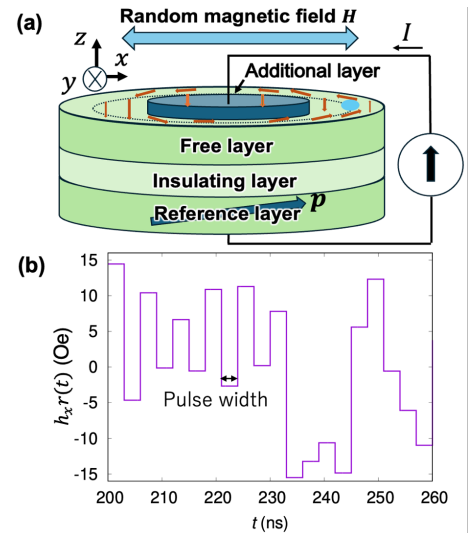 (a)
Random magnetic field H
I
z
x
y
Additional layer
Free layer
Insulating layer
Reference layer
p
(b)
h_x r(t) (Oe)
15
10
5
0
-5
-10
-15
Pulse width
200 210 220 230 240 250 260
t (ns)